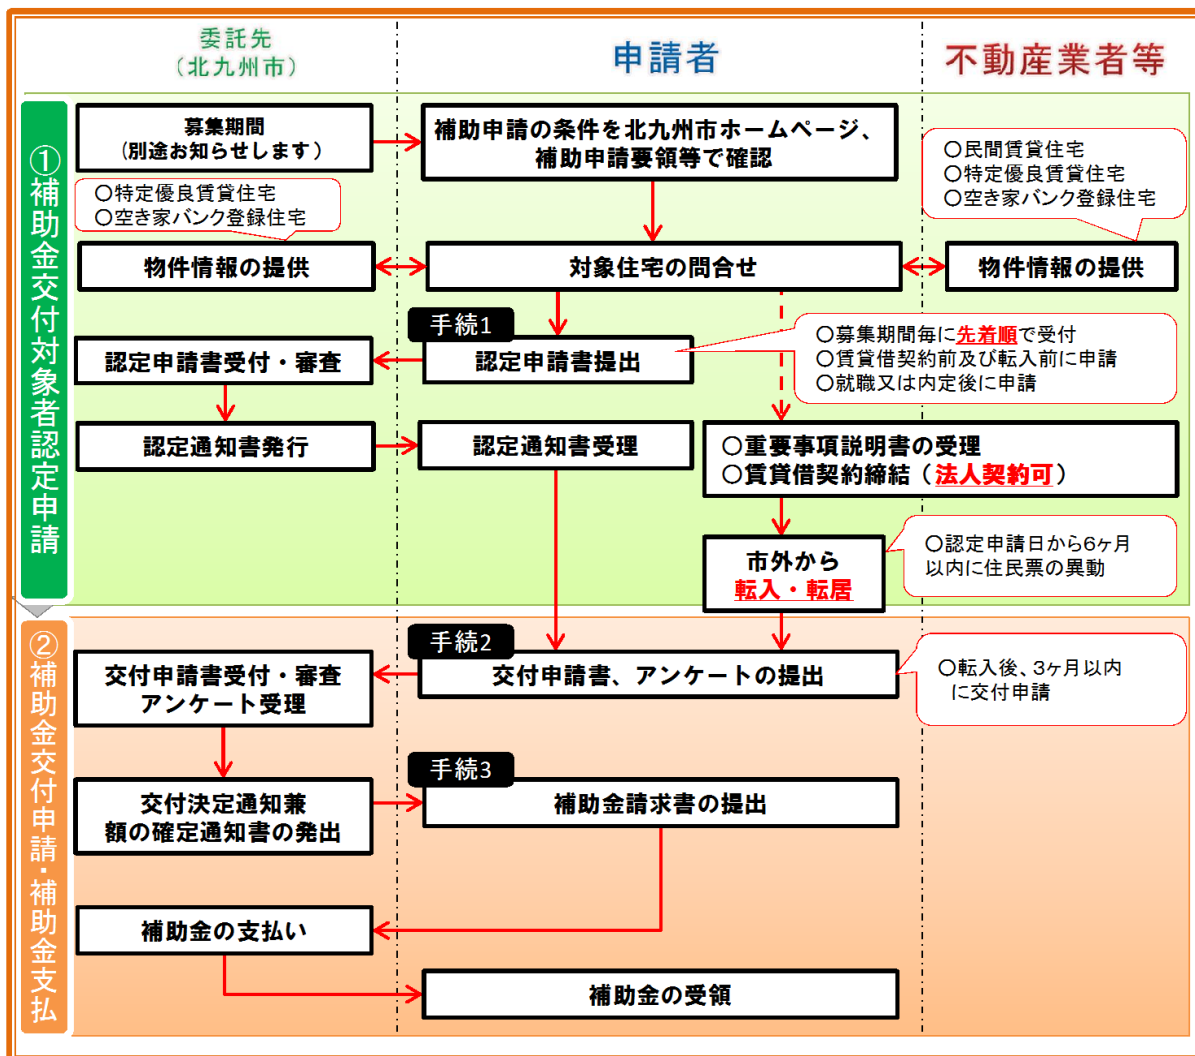 委託先
（北九州市）
申請者
不動産業者等
①補助金交付対象者認定申請
募集期間
（別途お知らせします）
補助申請の条件を北九州市ホームページ、
補助申請要領等で確認
○民間賃貸住宅
○特定優良賃貸住宅
○空き家バンク登録住宅
○特定優良賃貸住宅
○空き家バンク登録住宅
物件情報の提供
対象住宅の問合せ
物件情報の提供
手続1
認定申請書受付・審査
認定申請書提出
○募集期間毎に先着順で受付
○賃貸借契約前及び転入前に申請
○就職又は内定後に申請
認定通知書発行
認定通知書受理
○重要事項説明書の受理
○賃貸借契約締結（法人契約可）
市外から
転入・転居
○認定申請日から6ヶ月
以内に住民票の異動
②補助金交付申請・補助金支払
手続2
交付申請書受付・審査
アンケート受理
交付申請書、アンケートの提出
○転入後、3ヶ月以内
に交付申請
手続3
交付決定通知兼
額の確定通知書の発出
補助金請求書の提出
補助金の支払い
補助金の受領